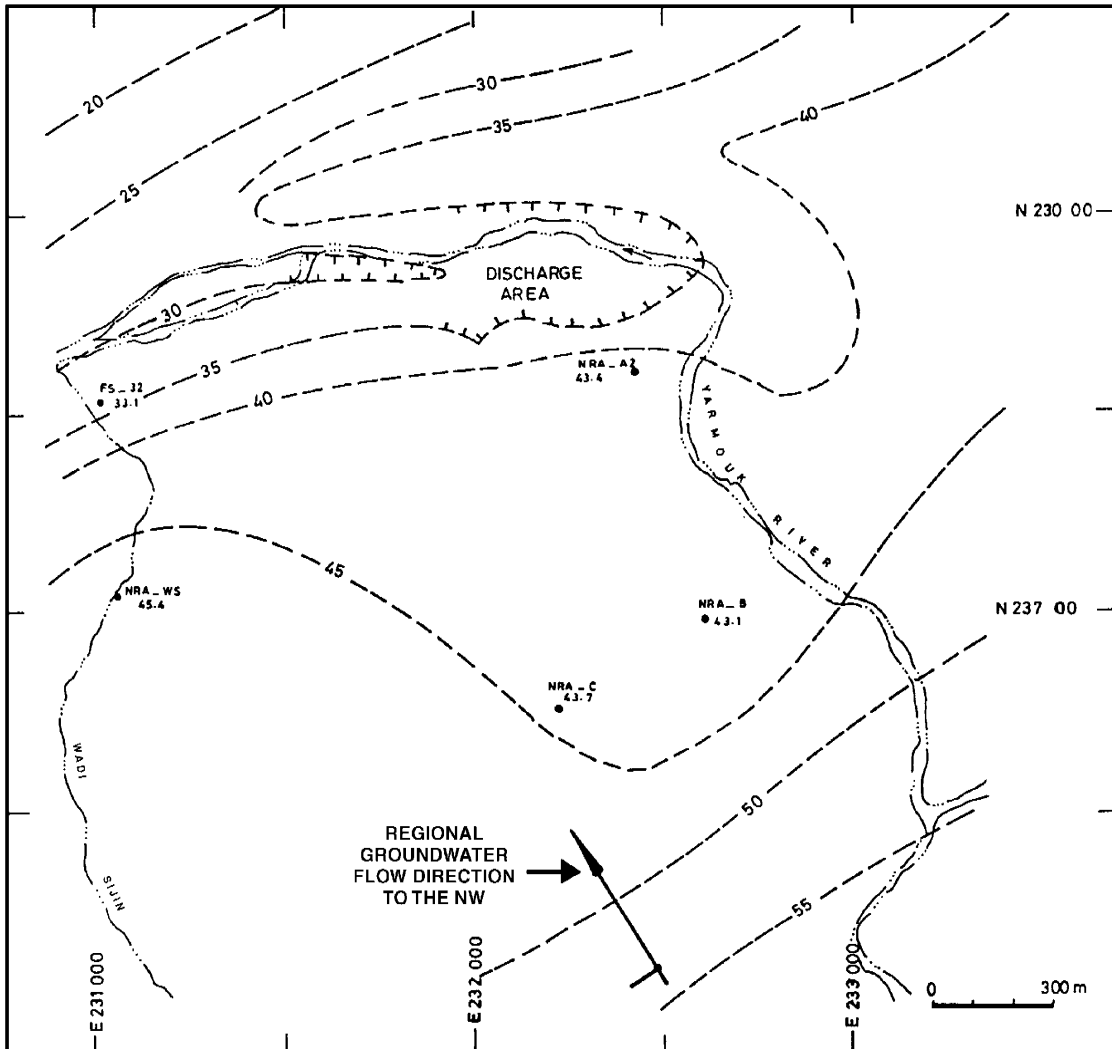 20
25
30
35
40
N 230 00
DISCHARGE
AREA
30
35
40
FS_32
33.1
NRA_A2
43.4
YARMOUK
RIVER
45
NRA_WS
45.4
NRA_B
43.1
N 237 00
NRA_C
43.7
WADI
SIJIN
50
55
REGIONAL
GROUNDWATER
FLOW DIRECTION
TO THE NW
E 231 000
E 232 000
E 233 000
0 300 m